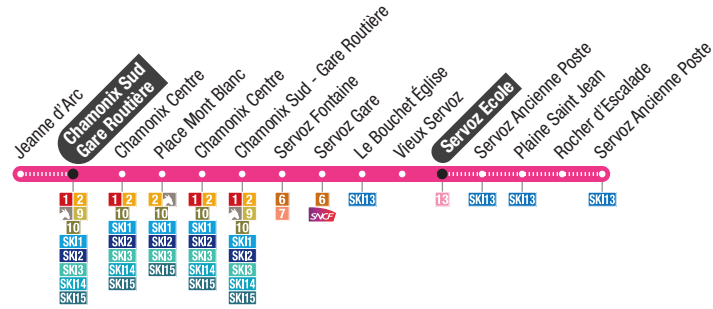 Jeanne d'Arc
Chamonix Sud
Gare Routière
Chamonix Centre
Place Mont Blanc
Chamonix Centre
Chamonix Sud - Gare Routière
Servoz Fontaine
Servoz Gare
Le Bouchet Église
Vieux Servoz
Servoz Ecole
Servoz Ancienne Poste
Plaine Saint Jean
Rocher d'Escalade
Servoz Ancienne Poste
1 2
9
10
SKI1
SKI2
SKI3
SKI14
SKI15
1 2
10
SKI1
SKI2
SKI3
SKI14
SKI15
2
10
SKI1
SKI3
SKI15
1 2
10
SKI1
SKI2
SKI3
SKI14
SKI15
1 2
9
10
SKI1
SKI2
SKI3
SKI14
SKI15
6
7
6
SNCF
SKI13
13
SKI13
SKI13
SKI13